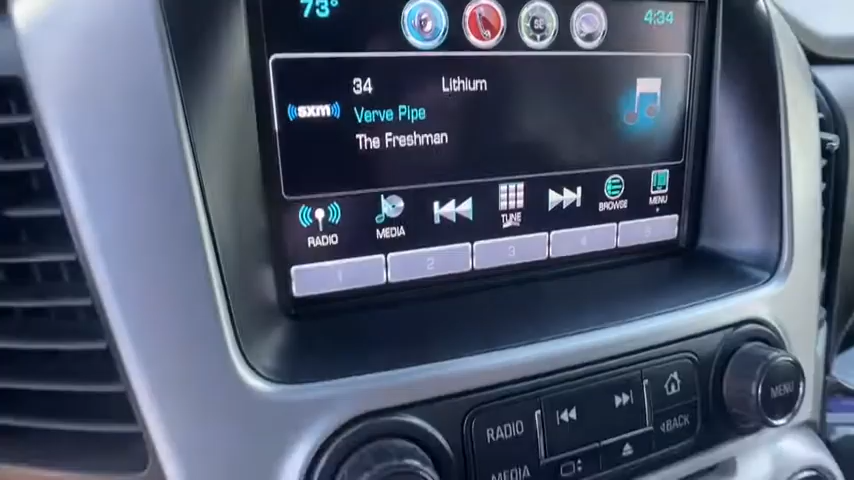 73°
SE
4:34
34
Lithium
sxm
Verve Pipe
The Freshman
RADIO
MEDIA
TUNE
BROWSE
MENU
1
2
3
4
5
RADIO
MEDIA
BACK
MENU